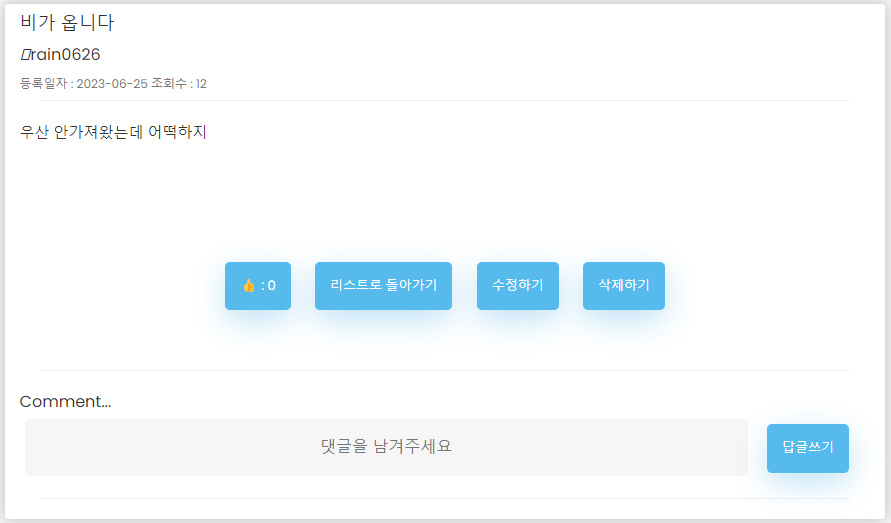 비가 옵니다
rain0626
등록일자 : 2023-06-25 조회수 : 12
우산 안가져왔는데 어떡하지
👍 : 0 리스트로 돌아가기 수정하기 삭제하기
Comment...
댓글을 남겨주세요 답글쓰기